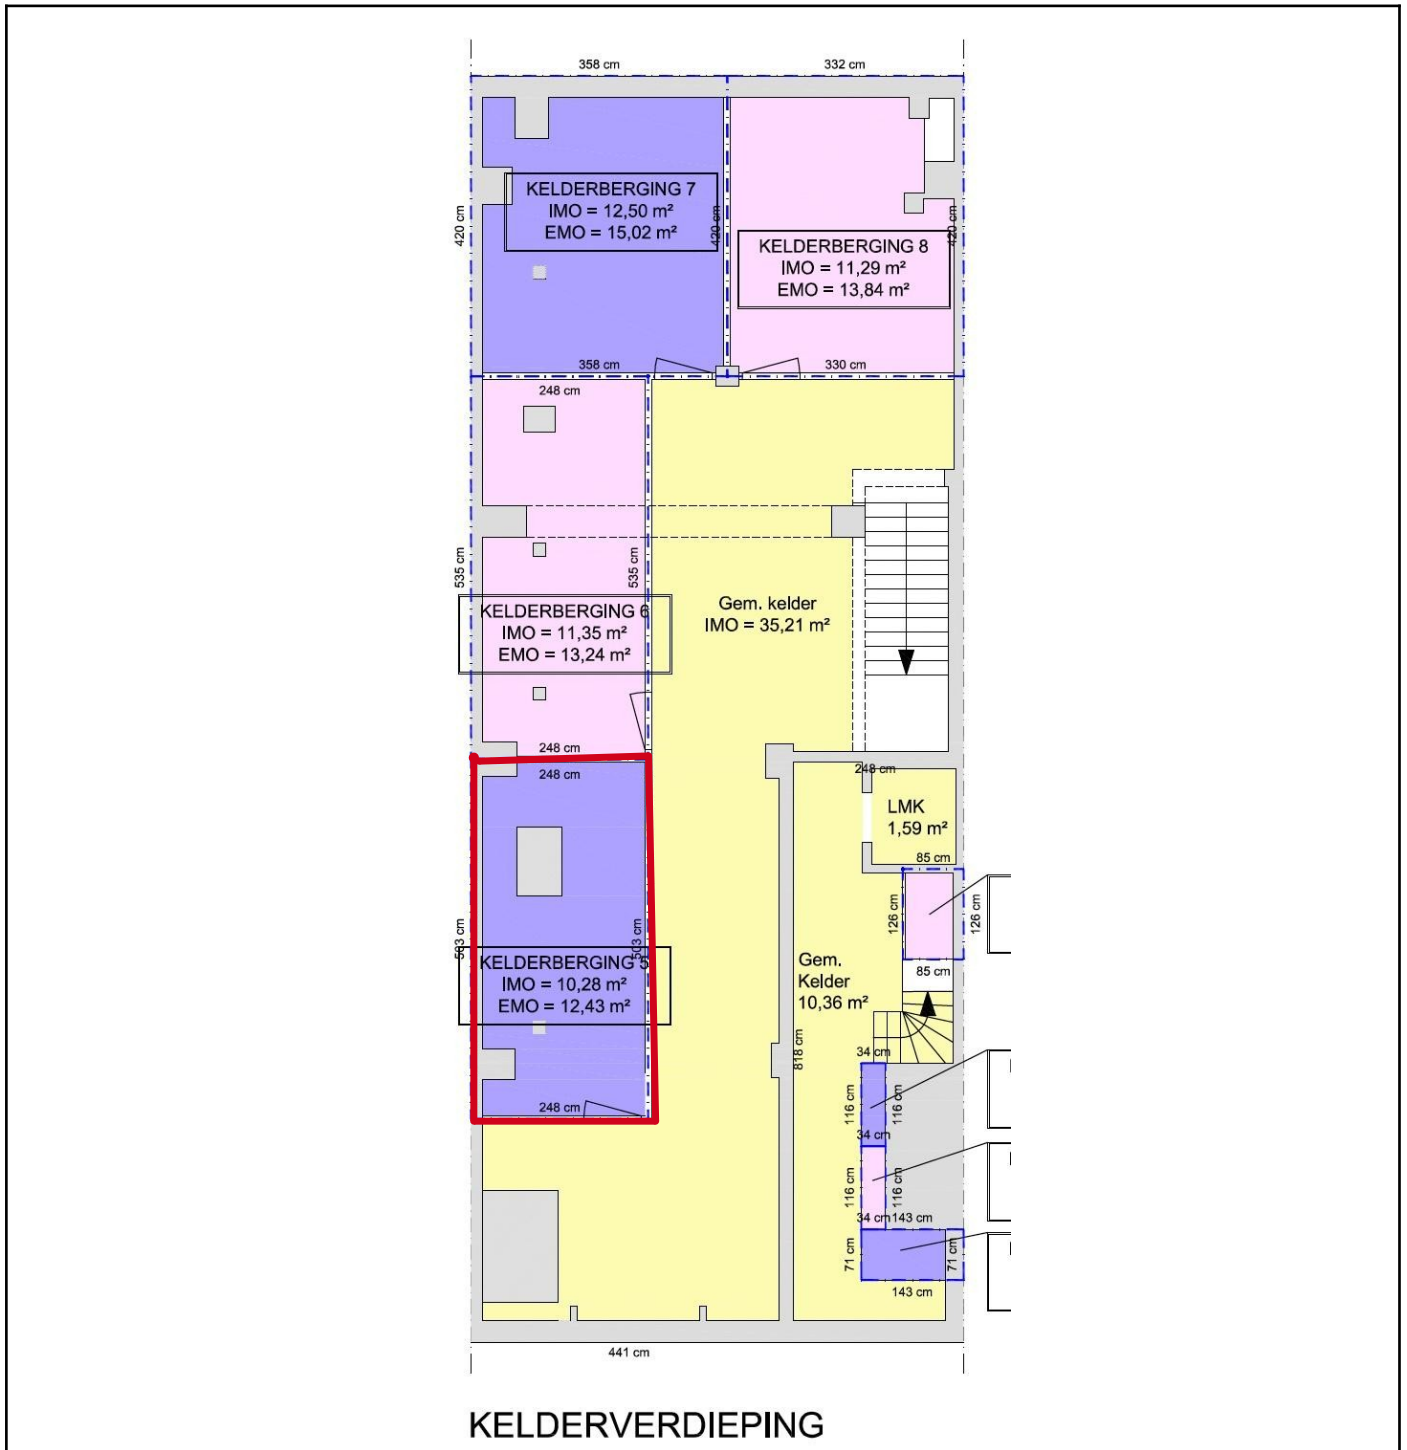 358 cm
332 cm
KELDERBERGING 7
IMO = 12,50 m²
EMO = 15,02 m²
420 cm
420 cm
420 cm
KELDERBERGING 8
IMO = 11,29 m²
EMO = 13,84 m²
358 cm
330 cm
248 cm
535 cm
535 cm
KELDERBERGING 6
IMO = 11,35 m²
EMO = 13,24 m²
Gem. kelder
IMO = 35,21 m²
248 cm
248 cm
248 cm
LMK
1,59 m²
85 cm
126 cm
126 cm
85 cm
503 cm
503 cm
KELDERBERGING 5
IMO = 10,28 m²
EMO = 12,43 m²
Gem.
Kelder
10,36 m²
818 cm
34 cm
116 cm
116 cm
248 cm
34 cm
116 cm
116 cm
34 cm
143 cm
71 cm
71 cm
143 cm
441 cm
KELDERVERDIEPING